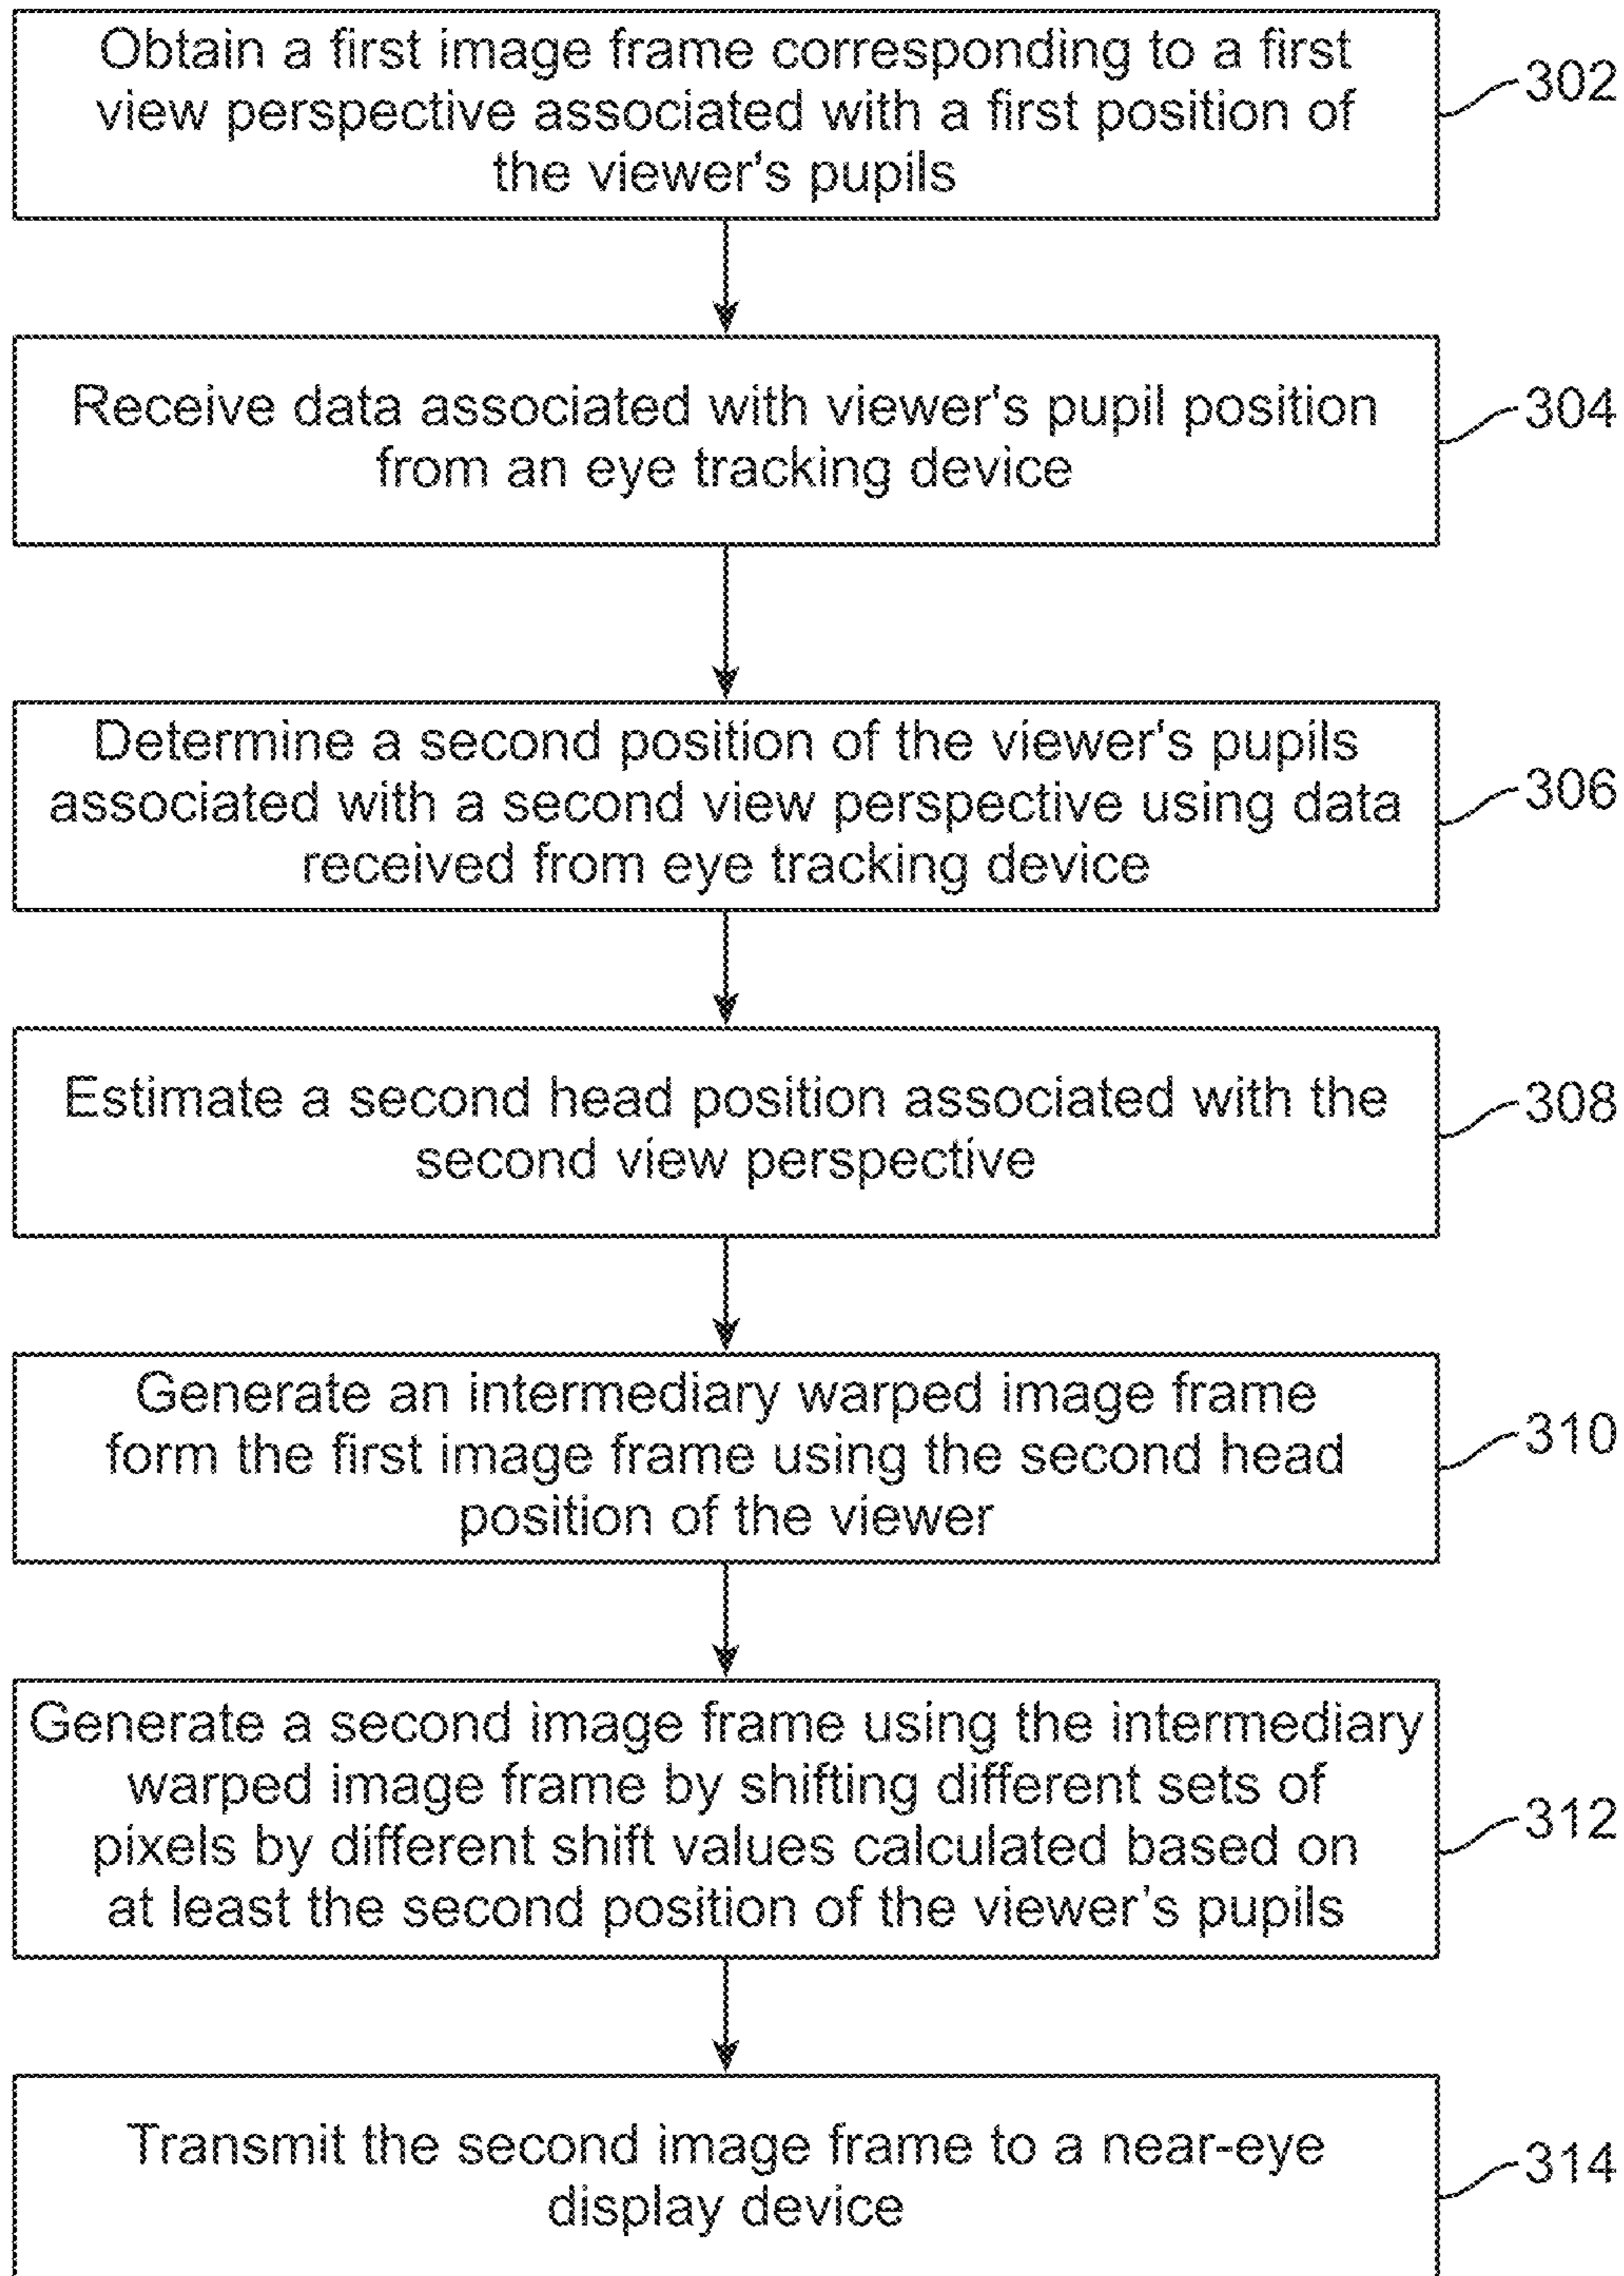 Obtain a first image frame corresponding to a first
view perspective associated with a first position of
the viewer's pupils
302
Receive data associated with viewer's pupil position
from an eye tracking device
304
Determine a second position of the viewer's pupils
associated with a second view perspective using data
received from eye tracking device
306
Estimate a second head position associated with the
second view perspective
308
Generate an intermediary warped image frame
form the first image frame using the second head
position of the viewer
310
Generate a second image frame using the intermediary
warped image frame by shifting different sets of
pixels by different shift values calculated based on
at least the second position of the viewer’s pupils
312
Transmit the second image frame to a near-eye
display device
314